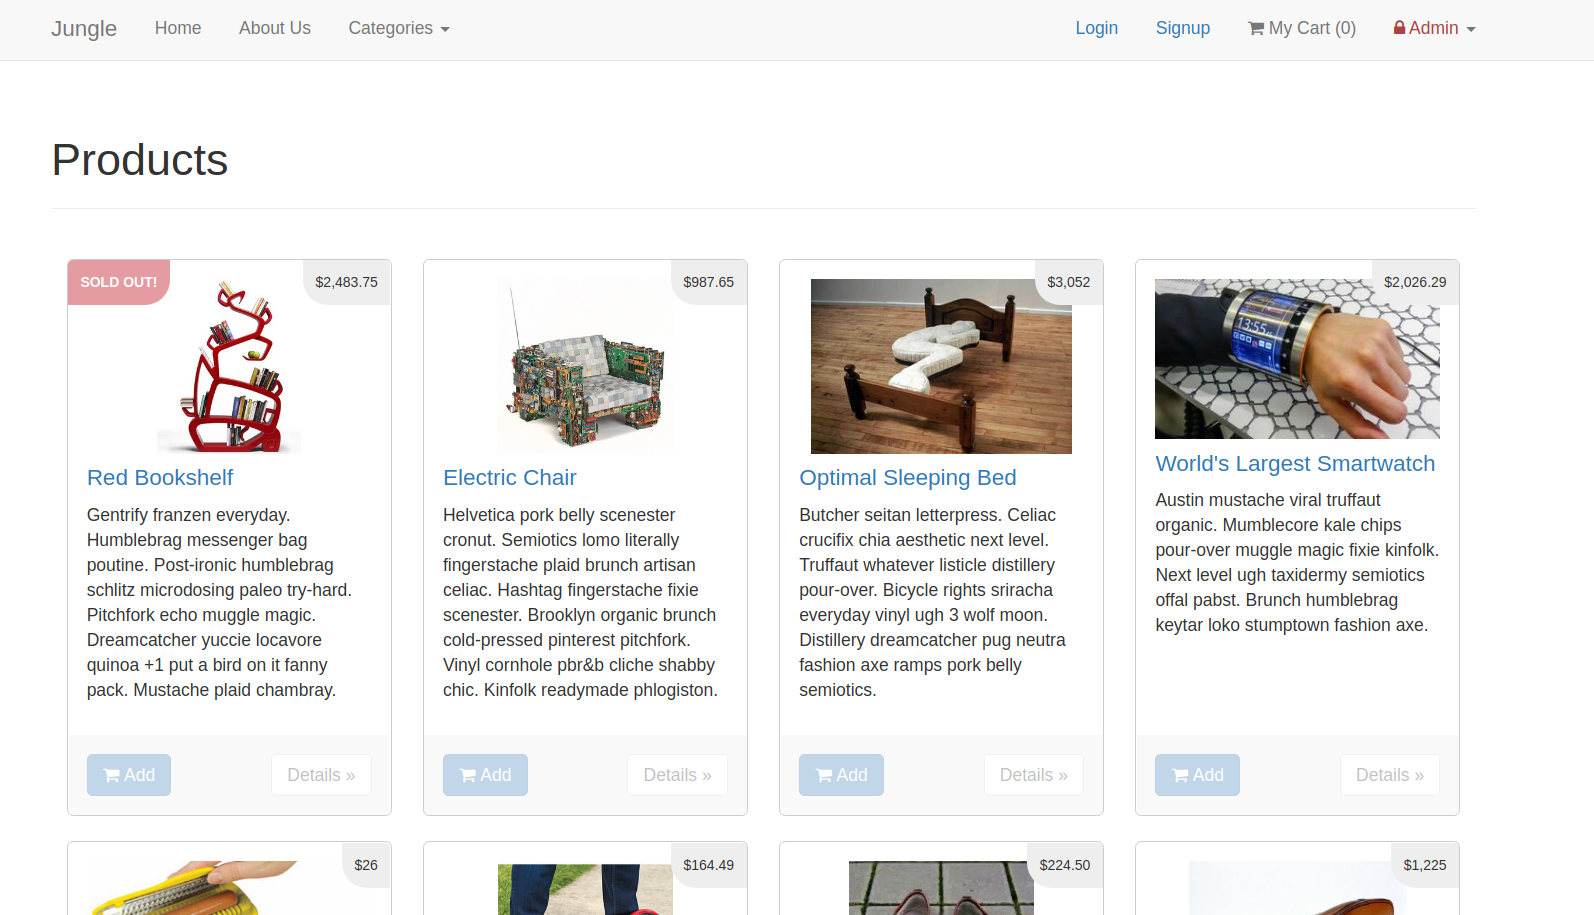 Jungle Home About Us Categories Login Signup My Cart (0) Admin
Products
SOLD OUT! $2,483.75
Red Bookshelf
Gentrify franzen everyday.
Humblebrag messenger bag
poutine. Post-ironic humblebrag
schlitz microdosing paleo try-hard.
Pitchfork echo muggle magic.
Dreamcatcher yuccie locavore
quinoa +1 put a bird on it fanny
pack. Mustache plaid chambray.
Add Details »
$987.65
Electric Chair
Helvetica pork belly scenester
cronut. Semiotics lomo literally
fingerstache plaid brunch artisan
celiac. Hashtag fingerstache fixie
scenester. Brooklyn organic brunch
cold-pressed pinterest pitchfork.
Vinyl cornhole pbr&b cliche shabby
chic. Kinfolk readymade phlogiston.
Add Details »
$3,052
Optimal Sleeping Bed
Butcher seitan letterpress. Celiac
crucifix chia aesthetic next level.
Truffaut whatever listicle distillery
pour-over. Bicycle rights sriracha
everyday vinyl ugh 3 wolf moon.
Distillery dreamcatcher pug neutra
fashion axe ramps pork belly
semiotics.
Add Details »
$2,026.29
13:55
World's Largest Smartwatch
Austin mustache viral truffaut
organic. Mumblecore kale chips
pour-over muggle magic fixie kinfolk.
Next level ugh taxidermy semiotics
offal pabst. Brunch humblebrag
keytar loko stumptown fashion axe.
Add Details »
$26
$164.49
$224.50
$1,225